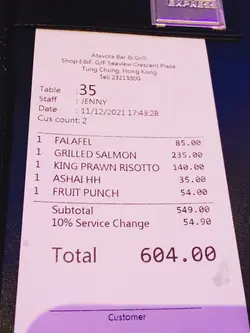 EXPRESS
Atavola Bar & Grill
Shop E&F, G/F Seaview Crescent Plaza
Tung Chung, Hong Kong
Tel: 23215500
Table : 35
Staff : JENNY
Date : 11/12/2021 17:43:28
Cus count: 2
1 FALAFEL 85.00
1 GRILLED SALMON 235.00
1 KING PRAWN RISOTTO 140.00
1 ASHAI HH 35.00
1 FRUIT PUNCH 54.00
Subtotal 549.00
10% Service Change 54.90
Total 604.00
Customer